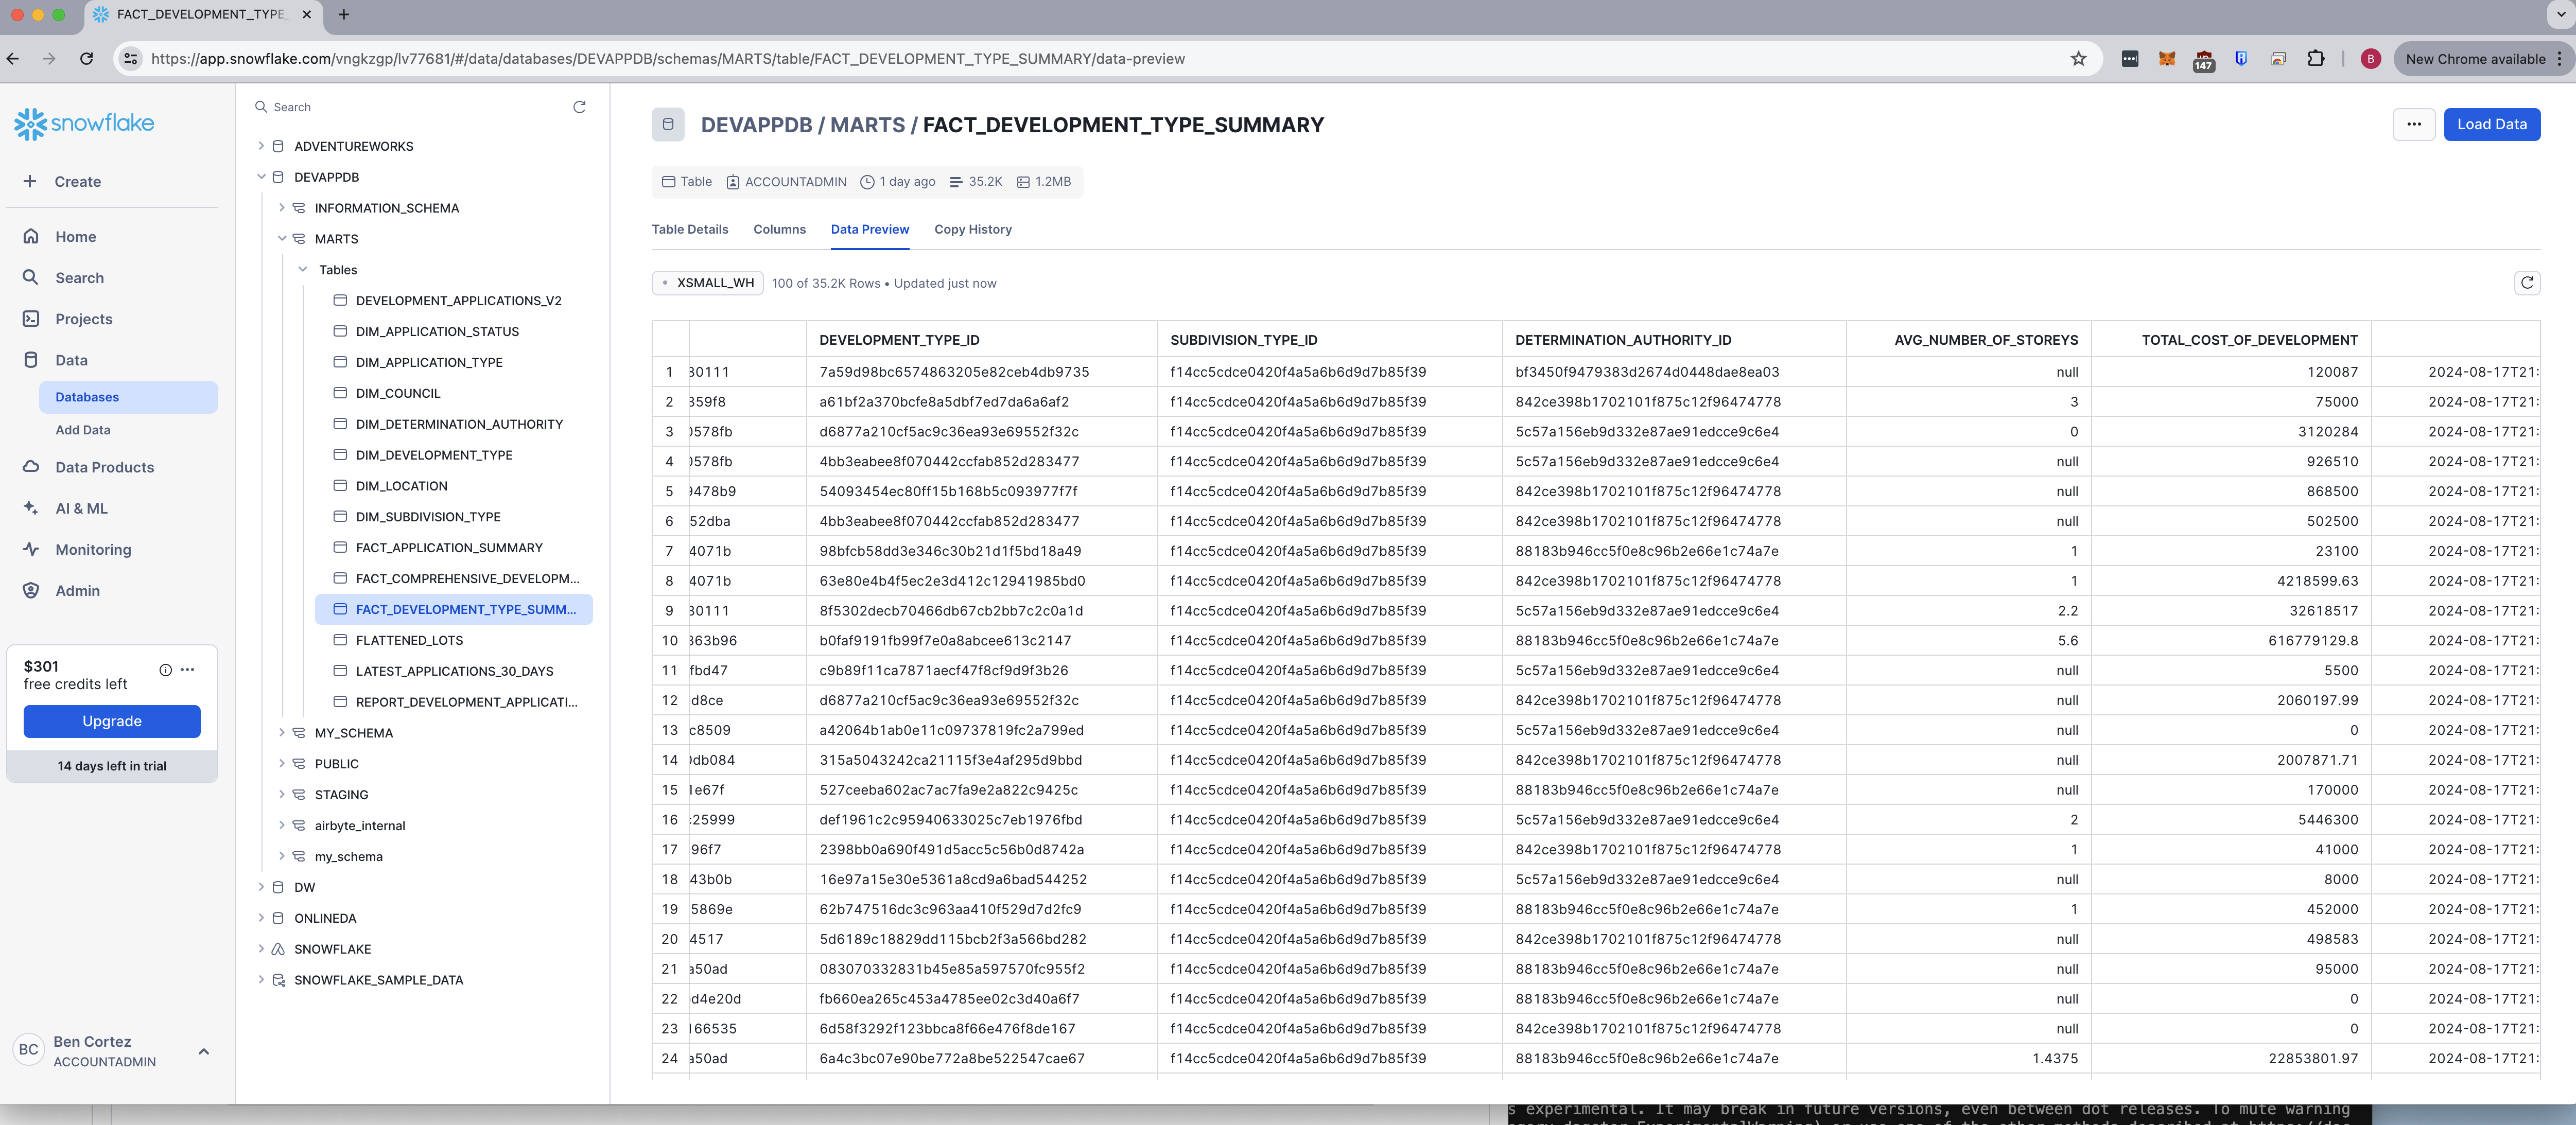 FACT_DEVELOPMENT_TYPE_
https://app.snowflake.com/vngkzgp/lv77681/#/data/databases/DEVAPPDB/schemas/MARTS/table/FACT_DEVELOPMENT_TYPE_SUMMARY/data-preview
147
B
New Chrome available
snowflake
Create
Home
Search
Projects
Data
Databases
Add Data
Data Products
AI & ML
Monitoring
Admin
$301
free credits left
Upgrade
14 days left in trial
BC
Ben Cortez
ACCOUNTADMIN
Search
ADVENTUREWORKS
DEVAPPDB
INFORMATION_SCHEMA
MARTS
Tables
DEVELOPMENT_APPLICATIONS_V2
DIM_APPLICATION_STATUS
DIM_APPLICATION_TYPE
DIM_COUNCIL
DIM_DETERMINATION_AUTHORITY
DIM_DEVELOPMENT_TYPE
DIM_LOCATION
DIM_SUBDIVISION_TYPE
FACT_APPLICATION_SUMMARY
FACT_COMPREHENSIVE_DEVELOPM...
FACT_DEVELOPMENT_TYPE_SUMM...
FLATTENED_LOTS
LATEST_APPLICATIONS_30_DAYS
REPORT_DEVELOPMENT_APPLICATI...
MY_SCHEMA
PUBLIC
STAGING
airbyte_internal
my_schema
DW
ONLINEDA
SNOWFLAKE
SNOWFLAKE_SAMPLE_DATA
DEVAPPDB / MARTS / FACT_DEVELOPMENT_TYPE_SUMMARY
... Load Data
Table ACCOUNTADMIN 1 day ago 35.2K 1.2MB
Table Details Columns Data Preview Copy History
XSMALL_WH 100 of 35.2K Rows • Updated just now
DEVELOPMENT_TYPE_ID SUBDIVISION_TYPE_ID DETERMINATION_AUTHORITY_ID AVG_NUMBER_OF_STOREYS TOTAL_COST_OF_DEVELOPMENT
1 30111 7a59d98bc6574863205e82ceb4db9735 f14cc5cdce0420f4a5a6b6d9d7b85f39 bf3450f9479383d2674d0448dae8ea03 null 120087 2024-08-17T21:
2 359f8 a61bf2a370bcfe8a5dbf7ed7da6a6af2 f14cc5cdce0420f4a5a6b6d9d7b85f39 842ce398b1702101f875c12f96474778 3 75000 2024-08-17T21:
3 0578fb d6877a210cf5ac9c36ea93e69552f32c f14cc5cdce0420f4a5a6b6d9d7b85f39 5c57a156eb9d332e87ae91edcce9c6e4 0 3120284 2024-08-17T21:
4 0578fb 4bb3eabee8f070442ccfab852d283477 f14cc5cdce0420f4a5a6b6d9d7b85f39 5c57a156eb9d332e87ae91edcce9c6e4 null 926510 2024-08-17T21:
5 9478b9 54093454ec80ff15b168b5c093977f7f f14cc5cdce0420f4a5a6b6d9d7b85f39 842ce398b1702101f875c12f96474778 null 868500 2024-08-17T21:
6 52dba 4bb3eabee8f070442ccfab852d283477 f14cc5cdce0420f4a5a6b6d9d7b85f39 842ce398b1702101f875c12f96474778 null 502500 2024-08-17T21:
7 4071b 98bfcb58dd3e346c30b21d1f5bd18a49 f14cc5cdce0420f4a5a6b6d9d7b85f39 88183b946cc5f0e8c96b2e66e1c74a7e 1 23100 2024-08-17T21:
8 4071b 63e80e4b4f5ec2e3d412c12941985bd0 f14cc5cdce0420f4a5a6b6d9d7b85f39 842ce398b1702101f875c12f96474778 1 4218599.63 2024-08-17T21:
9 30111 8f5302decb70466db67cb2bb7c2c0a1d f14cc5cdce0420f4a5a6b6d9d7b85f39 5c57a156eb9d332e87ae91edcce9c6e4 2.2 32618517 2024-08-17T21:
10 363b96 b0faf9191fb99f7e0a8abcee613c2147 f14cc5cdce0420f4a5a6b6d9d7b85f39 88183b946cc5f0e8c96b2e66e1c74a7e 5.6 616779129.8 2024-08-17T21:
11 fbd47 c9b89f11ca7871aecf47f8cf9d9f3b26 f14cc5cdce0420f4a5a6b6d9d7b85f39 5c57a156eb9d332e87ae91edcce9c6e4 null 5500 2024-08-17T21:
12 d8ce d6877a210cf5ac9c36ea93e69552f32c f14cc5cdce0420f4a5a6b6d9d7b85f39 842ce398b1702101f875c12f96474778 null 2060197.99 2024-08-17T21:
13 c8509 a42064b1ab0e11c09737819fc2a799ed f14cc5cdce0420f4a5a6b6d9d7b85f39 5c57a156eb9d332e87ae91edcce9c6e4 null 0 2024-08-17T21:
14 db084 315a5043242ca21115f3e4af295d9bbd f14cc5cdce0420f4a5a6b6d9d7b85f39 842ce398b1702101f875c12f96474778 null 2007871.71 2024-08-17T21:
15 1e67f 527ceeba602ac7ac7fa9e2a822c9425c f14cc5cdce0420f4a5a6b6d9d7b85f39 88183b946cc5f0e8c96b2e66e1c74a7e null 170000 2024-08-17T21:
16 25999 def1961c2c95940633025c7eb1976fbd f14cc5cdce0420f4a5a6b6d9d7b85f39 5c57a156eb9d332e87ae91edcce9c6e4 2 5446300 2024-08-17T21:
17 96f7 2398bb0a690f491d5acc5c56b0d8742a f14cc5cdce0420f4a5a6b6d9d7b85f39 842ce398b1702101f875c12f96474778 1 41000 2024-08-17T21:
18 43b0b 16e97a15e30e5361a8cd9a6bad544252 f14cc5cdce0420f4a5a6b6d9d7b85f39 5c57a156eb9d332e87ae91edcce9c6e4 null 8000 2024-08-17T21:
19 5869e 62b747516dc3c963aa410f529d7d2fc9 f14cc5cdce0420f4a5a6b6d9d7b85f39 88183b946cc5f0e8c96b2e66e1c74a7e 1 452000 2024-08-17T21:
20 4517 5d6189c18829dd115bcb2f3a566bd282 f14cc5cdce0420f4a5a6b6d9d7b85f39 842ce398b1702101f875c12f96474778 null 498583 2024-08-17T21:
21 a50ad 083070332831b45e85a597570fc955f2 f14cc5cdce0420f4a5a6b6d9d7b85f39 88183b946cc5f0e8c96b2e66e1c74a7e null 95000 2024-08-17T21:
22 d4e20d fb660ea265c453a4785ee02c3d40a6f7 f14cc5cdce0420f4a5a6b6d9d7b85f39 88183b946cc5f0e8c96b2e66e1c74a7e null 0 2024-08-17T21:
23 166535 6d58f3292f123bbca8f66e476f8de167 f14cc5cdce0420f4a5a6b6d9d7b85f39 842ce398b1702101f875c12f96474778 null 0 2024-08-17T21:
24 a50ad 6a4c3bc07e90be772a8be522547cae67 f14cc5cdce0420f4a5a6b6d9d7b85f39 88183b946cc5f0e8c96b2e66e1c74a7e 1.4375 22853801.97 2024-08-17T21:
s experimental. It may break in future versions, even between dot releases. To mute warning